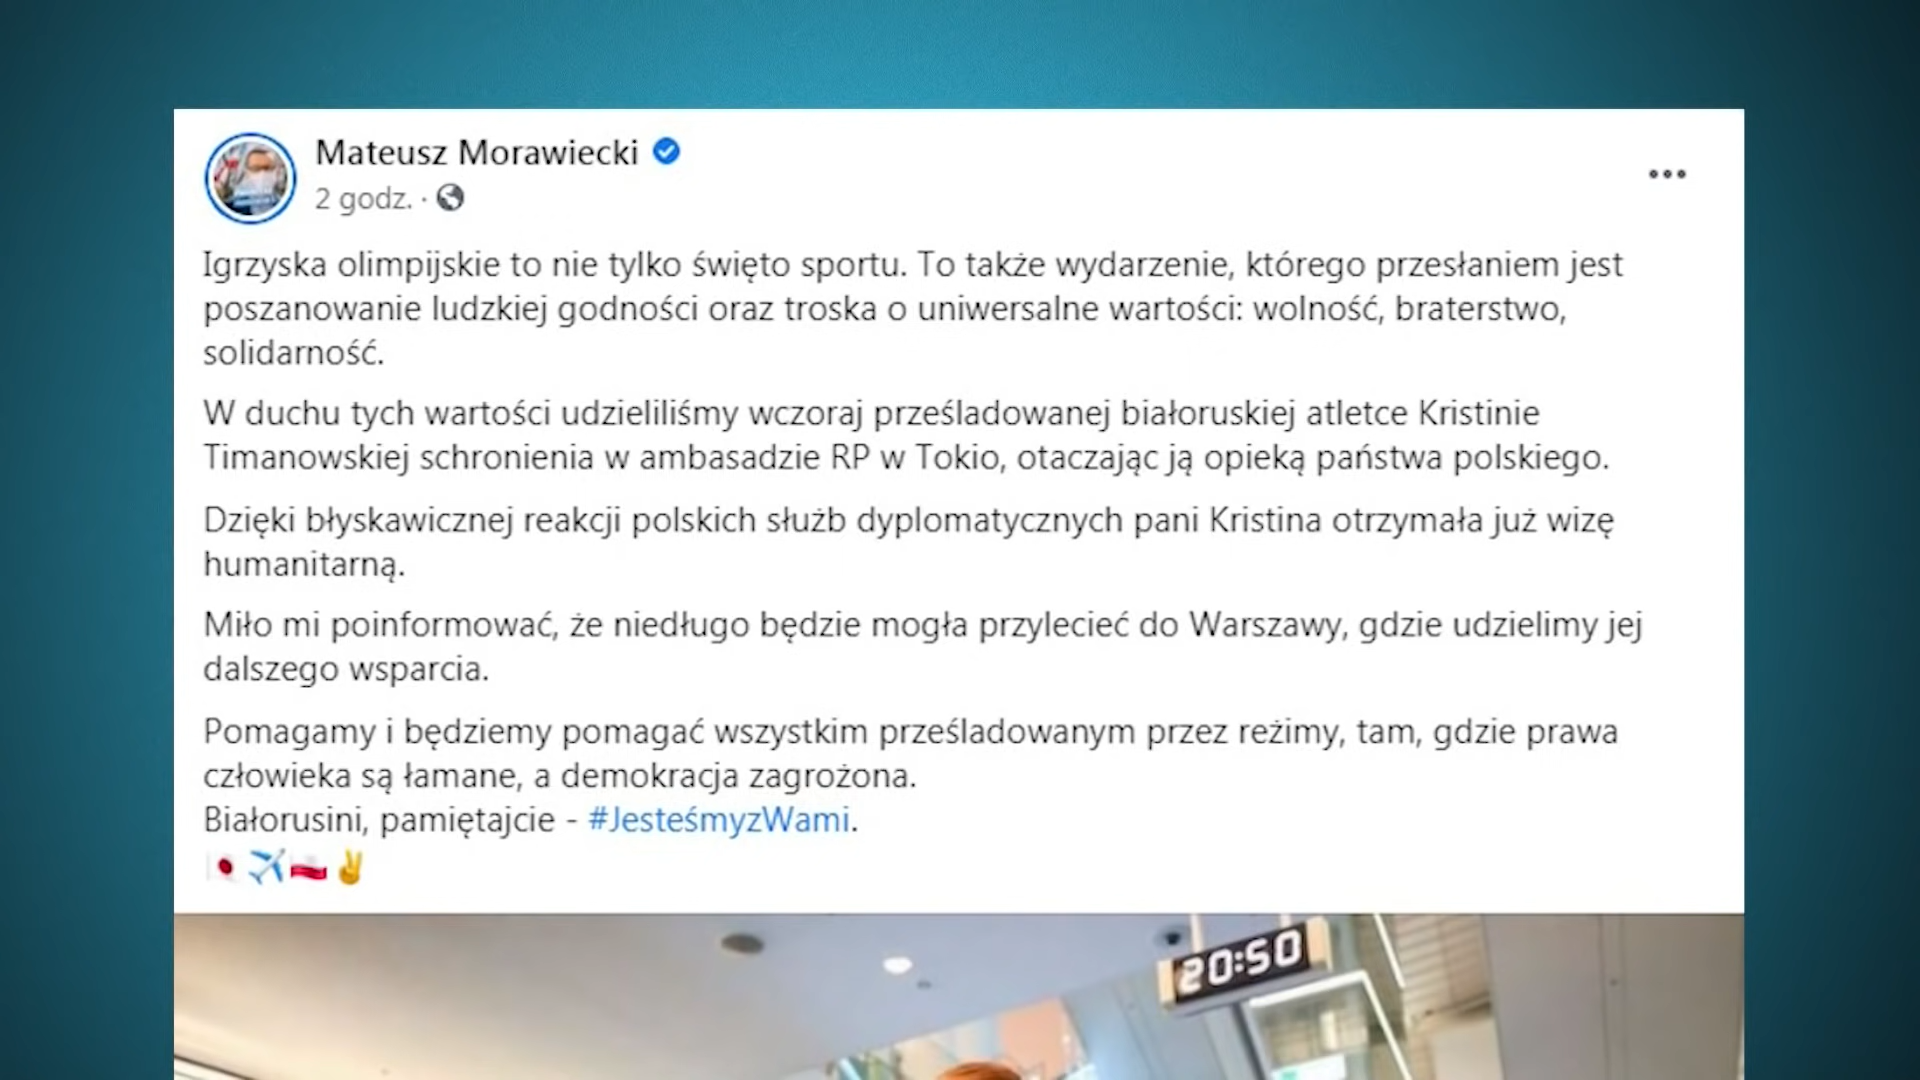 Mateusz Morawiecki
2 godz. ·
Igrzyska olimpijskie to nie tylko święto sportu. To także wydarzenie, którego przesłaniem jest
poszanowanie ludzkiej godności oraz troska o uniwersalne wartości: wolność, braterstwo,
solidarność.
W duchu tych wartości udzieliliśmy wczoraj prześladowanej białoruskiej atletce Kristinie
Timanowskiej schronienia w ambasadzie RP w Tokio, otaczając ją opieką państwa polskiego.
Dzięki błyskawicznej reakcji polskich służb dyplomatycznych pani Kristina otrzymała już wizę
humanitarną.
Miło mi poinformować, że niedługo będzie mogła przylecieć do Warszawy, gdzie udzielimy jej
dalszego wsparcia.
Pomagamy i będziemy pomagać wszystkim prześladowanym przez reżimy, tam, gdzie prawa
człowieka są łamane, a demokracja zagrożona.
Białorusini, pamiętajcie - #JesteśmyzWami.
🇯🇵✈️🇵🇱✌️
20:50